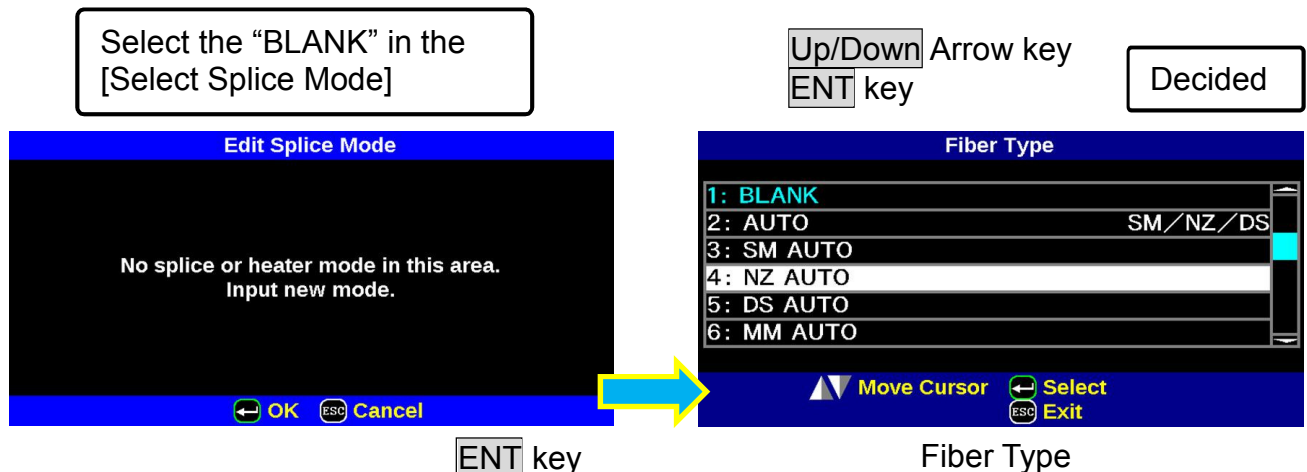 Select the “BLANK” in the
[Select Splice Mode]
Up/Down Arrow key
ENT key
Decided
Edit Splice Mode
No splice or heater mode in this area.
Input new mode.
OK ESC Cancel
ENT key
Fiber Type
1: BLANK
2: AUTO SM／NZ／DS
3: SM AUTO
4: NZ AUTO
5: DS AUTO
6: MM AUTO
Move Cursor Select
ESC Exit
Fiber Type